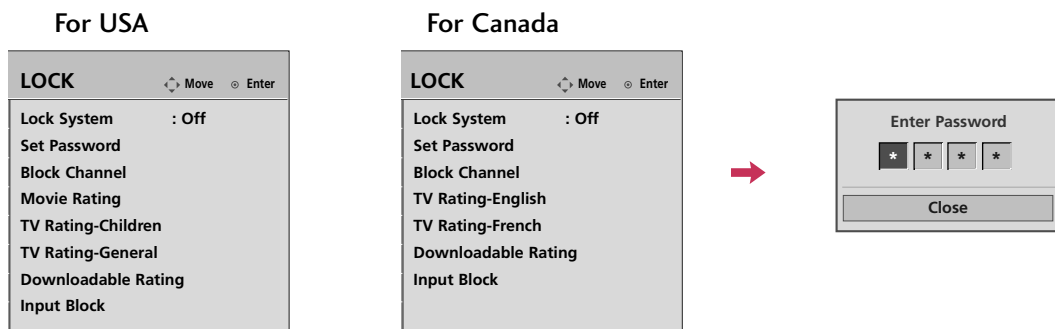 For USA
LOCK Move Enter
Lock System : Off
Set Password
Block Channel
Movie Rating
TV Rating-Children
TV Rating-General
Downloadable Rating
Input Block
For Canada
LOCK Move Enter
Lock System : Off
Set Password
Block Channel
TV Rating-English
TV Rating-French
Downloadable Rating
Input Block
Enter Password
* * * *
Close